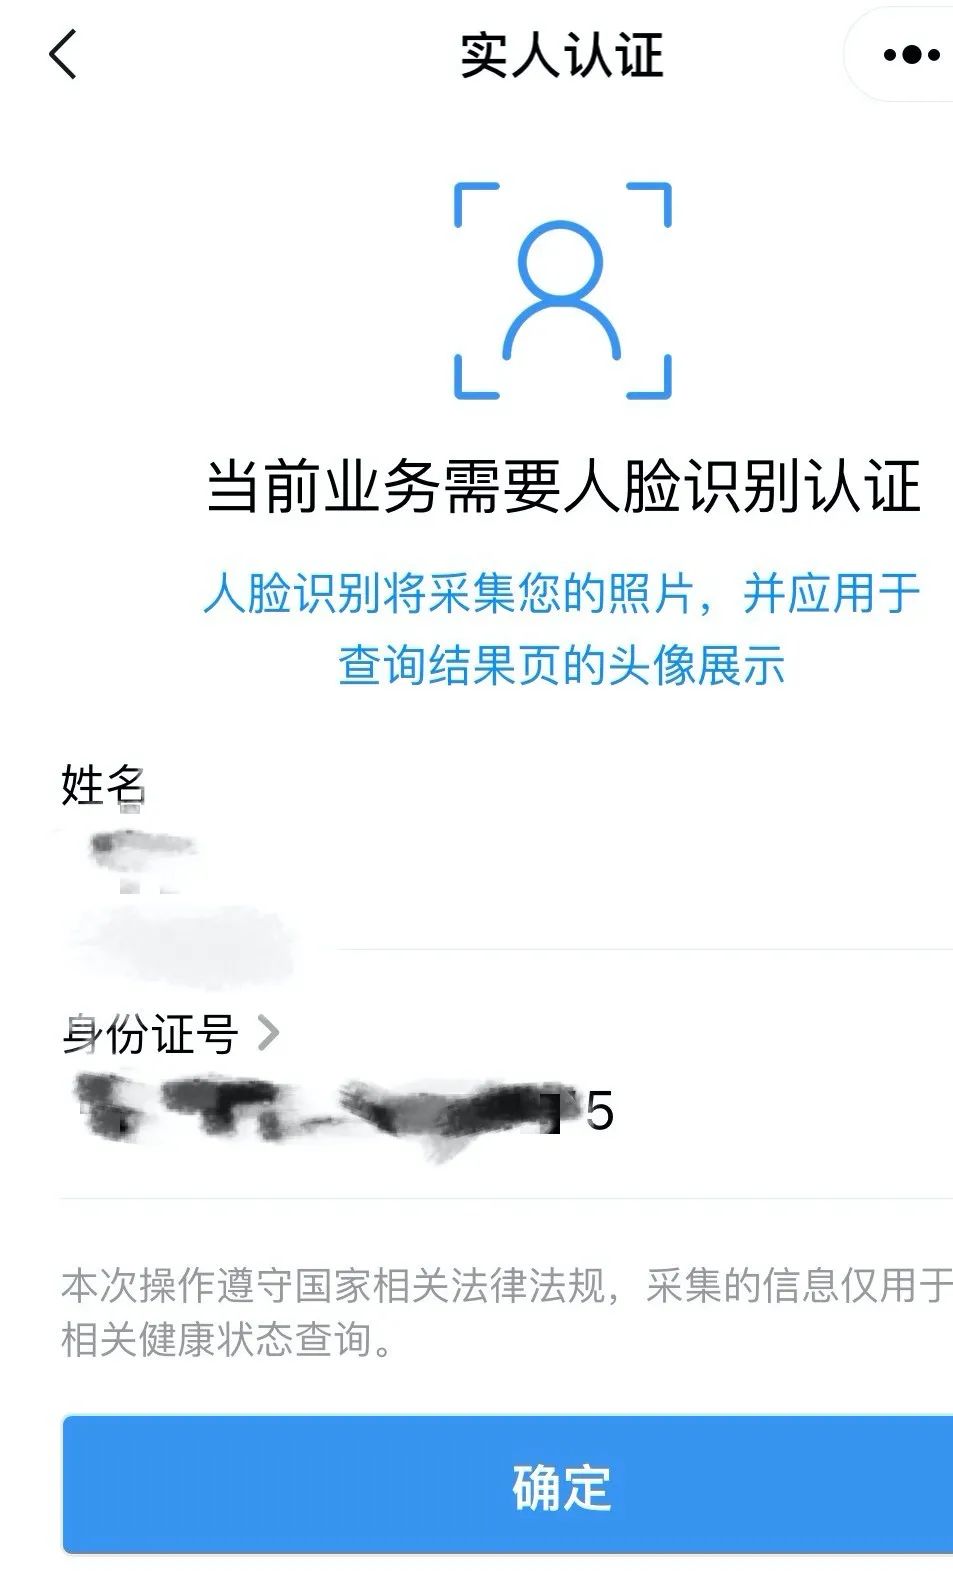 实人认证
当前业务需要人脸识别认证
人脸识别将采集您的照片，并应用于
查询结果页的头像展示
姓名
身份证号
5
本次操作遵守国家相关法律法规，采集的信息仅用于
相关健康状态查询。
确定